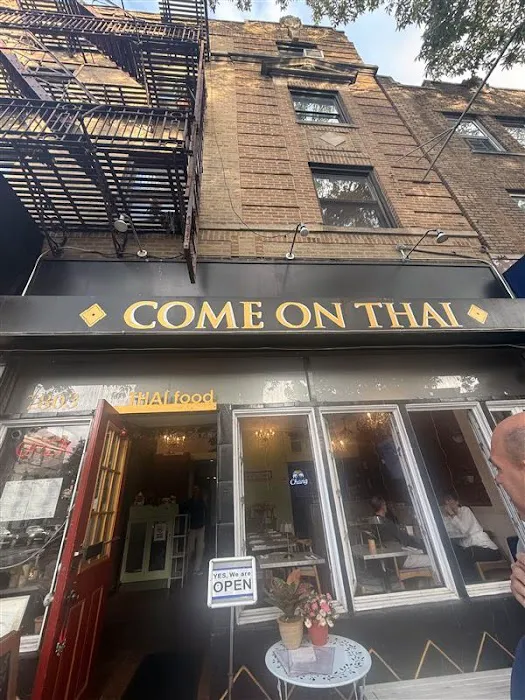 COME ON THAI
THAI food
Chang
YES, We are
OPEN